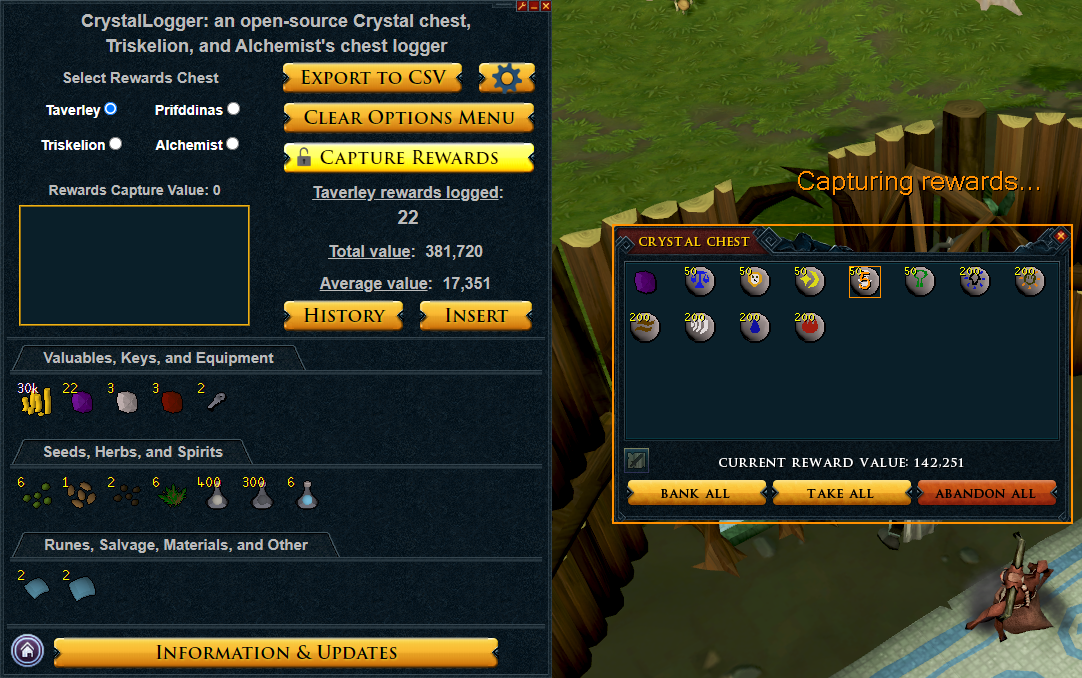 CrystalLogger: an open-source Crystal chest,
Triskelion, and Alchemist's chest logger
Select Rewards Chest
EXPORT TO CSV
Taverley
Prifddinas
CLEAR OPTIONS MENU
Triskelion
Alchemist
CAPTURE REWARDS
Rewards Capture Value: 0
Taverley rewards logged:
22
Total value: 381,720
Average value: 17,351
HISTORY
INSERT
Valuables, Keys, and Equipment
30k 22 3 3 2
Seeds, Herbs, and Spirits
6 1 2 6 400 300 6
Runes, Salvage, Materials, and Other
2 2
INFORMATION & UPDATES
Capturing rewards...
CRYSTAL CHEST
50 50 50 50 50 200 200
200 200 200 200
CURRENT REWARD VALUE: 142,251
BANK ALL
TAKE ALL
ABANDON ALL